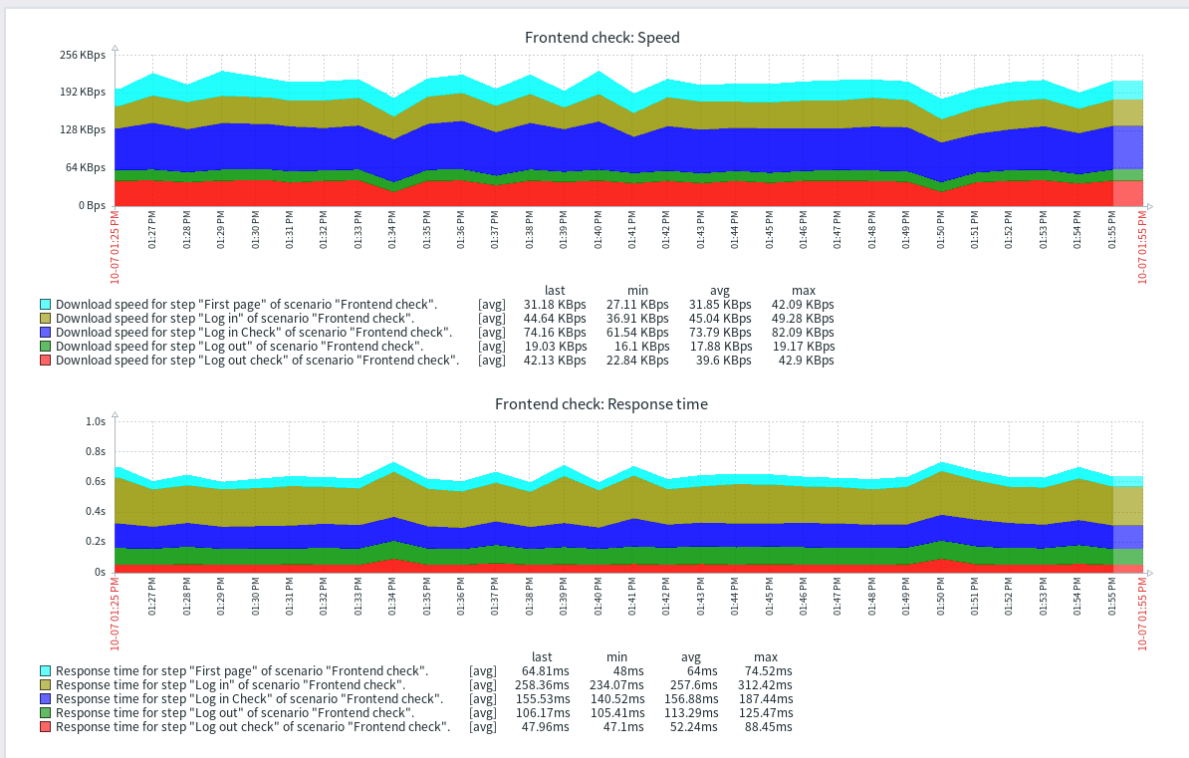 Frontend check: Speed
256 KBps
192 KBps
128 KBps
64 KBps
0 Bps
10-07 01:25 PM 01:27 PM 01:28 PM 01:29 PM 01:30 PM 01:31 PM 01:32 PM 01:33 PM 01:34 PM 01:35 PM 01:36 PM 01:37 PM 01:38 PM 01:39 PM 01:40 PM 01:41 PM 01:42 PM 01:43 PM 01:44 PM 01:45 PM 01:46 PM 01:47 PM 01:48 PM 01:49 PM 01:50 PM 01:51 PM 01:52 PM 01:53 PM 01:54 PM 01:55 PM 10-07 01:55 PM
last min avg max
Download speed for step "First page" of scenario "Frontend check". [avg] 31.18 KBps 27.11 KBps 31.85 KBps 42.09 KBps
Download speed for step "Log in" of scenario "Frontend check". [avg] 44.64 KBps 36.91 KBps 45.04 KBps 49.28 KBps
Download speed for step "Log in Check" of scenario "Frontend check". [avg] 74.16 KBps 61.54 KBps 73.79 KBps 82.09 KBps
Download speed for step "Log out" of scenario "Frontend check". [avg] 19.03 KBps 16.1 KBps 17.88 KBps 19.17 KBps
Download speed for step "Log out check" of scenario "Frontend check". [avg] 42.13 KBps 22.84 KBps 39.6 KBps 42.9 KBps
Frontend check: Response time
1.0s
0.8s
0.6s
0.4s
0.2s
0s
10-07 01:25 PM 01:27 PM 01:28 PM 01:29 PM 01:30 PM 01:31 PM 01:32 PM 01:33 PM 01:34 PM 01:35 PM 01:36 PM 01:37 PM 01:38 PM 01:39 PM 01:40 PM 01:41 PM 01:42 PM 01:43 PM 01:44 PM 01:45 PM 01:46 PM 01:47 PM 01:48 PM 01:49 PM 01:50 PM 01:51 PM 01:52 PM 01:53 PM 01:54 PM 01:55 PM 10-07 01:55 PM
last min avg max
Response time for step "First page" of scenario "Frontend check". [avg] 64.81ms 48ms 64ms 74.52ms
Response time for step "Log in" of scenario "Frontend check". [avg] 258.36ms 234.07ms 257.6ms 312.42ms
Response time for step "Log in Check" of scenario "Frontend check". [avg] 155.53ms 140.52ms 156.88ms 187.44ms
Response time for step "Log out" of scenario "Frontend check". [avg] 106.17ms 105.41ms 113.29ms 125.47ms
Response time for step "Log out check" of scenario "Frontend check". [avg] 47.96ms 47.1ms 52.24ms 88.45ms